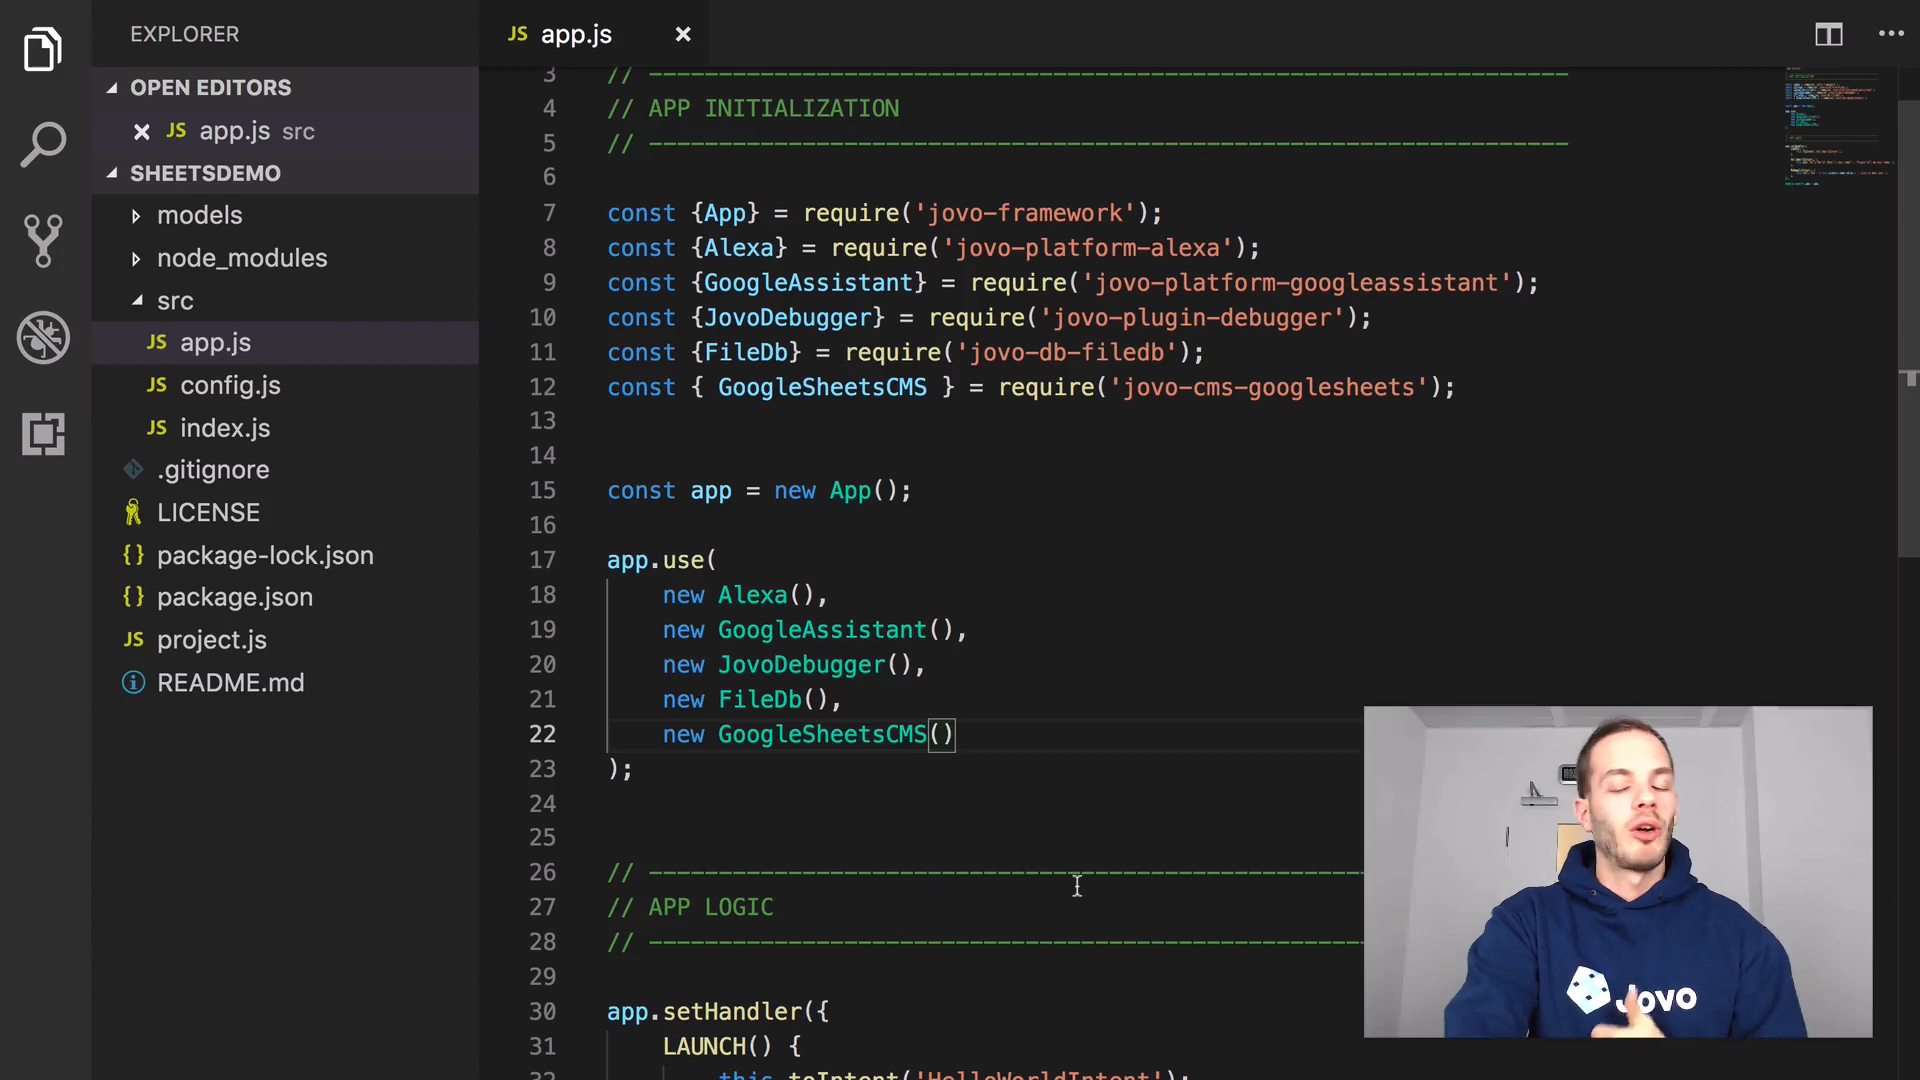 EXPLORER
OPEN EDITORS
JS app.js src
SHEETSDEMO
models
node_modules
src
JS app.js
JS config.js
JS index.js
.gitignore
LICENSE
{} package-lock.json
{} package.json
JS project.js
README.md
JS app.js
3 // ------------------------------------------------------------------
4 // APP INITIALIZATION
5 // ------------------------------------------------------------------
6
7 const {App} = require('jovo-framework');
8 const {Alexa} = require('jovo-platform-alexa');
9 const {GoogleAssistant} = require('jovo-platform-googleassistant');
10 const {JovoDebugger} = require('jovo-plugin-debugger');
11 const {FileDb} = require('jovo-db-filedb');
12 const { GoogleSheetsCMS } = require('jovo-cms-googlesheets');
13
14
15 const app = new App();
16
17 app.use(
18 new Alexa(),
19 new GoogleAssistant(),
20 new JovoDebugger(),
21 new FileDb(),
22 new GoogleSheetsCMS()
23 );
24
25
26 // ------------------------------------------------------
27 // APP LOGIC
28 // ------------------------------------------------------
29
30 app.setHandler({
31 LAUNCH() {
32 this.toIntent('HelloWorldIntent');
Jovo